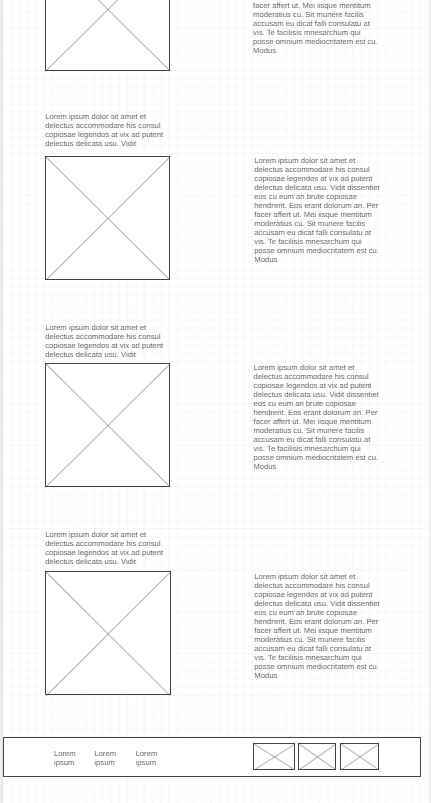 facer affert ut. Mei iisque mentitum
moderatius cu. Sit munere facilis
accusam eu dicat falli consulatu at
vis. Te facilisis mnesarchum qui
posse omnium mediocritatem est cu.
Modus
Lorem ipsum dolor sit amet et
delectus accommodare his consul
copiosae legendos at vix ad putent
delectus delicata usu. Vidit
Lorem ipsum dolor sit amet et
delectus accommodare his consul
copiosae legendos at vix ad putent
delectus delicata usu. Vidit dissentiet
eos cu eum an brute copiosae
hendrerit. Eos erant dolorum an. Per
facer affert ut. Mei iisque mentitum
moderatius cu. Sit munere facilis
accusam eu dicat falli consulatu at
vis. Te facilisis mnesarchum qui
posse omnium mediocritatem est cu.
Modus
Lorem ipsum dolor sit amet et
delectus accommodare his consul
copiosae legendos at vix ad putent
delectus delicata usu. Vidit
Lorem ipsum dolor sit amet et
delectus accommodare his consul
copiosae legendos at vix ad putent
delectus delicata usu. Vidit dissentiet
eos cu eum an brute copiosae
hendrerit. Eos erant dolorum an. Per
facer affert ut. Mei iisque mentitum
moderatius cu. Sit munere facilis
accusam eu dicat falli consulatu at
vis. Te facilisis mnesarchum qui
posse omnium mediocritatem est cu.
Modus
Lorem ipsum dolor sit amet et
delectus accommodare his consul
copiosae legendos at vix ad putent
delectus delicata usu. Vidit
Lorem ipsum dolor sit amet et
delectus accommodare his consul
copiosae legendos at vix ad putent
delectus delicata usu. Vidit dissentiet
eos cu eum an brute copiosae
hendrerit. Eos erant dolorum an. Per
facer affert ut. Mei iisque mentitum
moderatius cu. Sit munere facilis
accusam eu dicat falli consulatu at
vis. Te facilisis mnesarchum qui
posse omnium mediocritatem est cu.
Modus
Lorem Lorem Lorem
ipsum ipsum ipsum